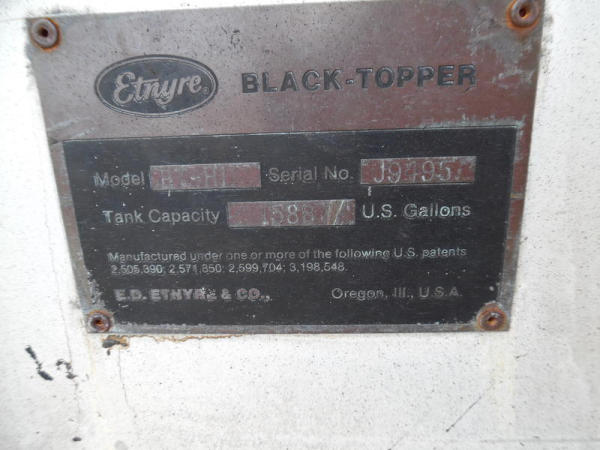 Etnyre® BLACK-TOPPER
Model Serial No.
Tank Capacity U.S. Gallons
Manufactured under one or more of the following U.S. patents
2,505,390; 2,571,850; 2,599,704; 3,198,548.
E.D. ETNYRE & CO., Oregon, Ill., U.S.A.